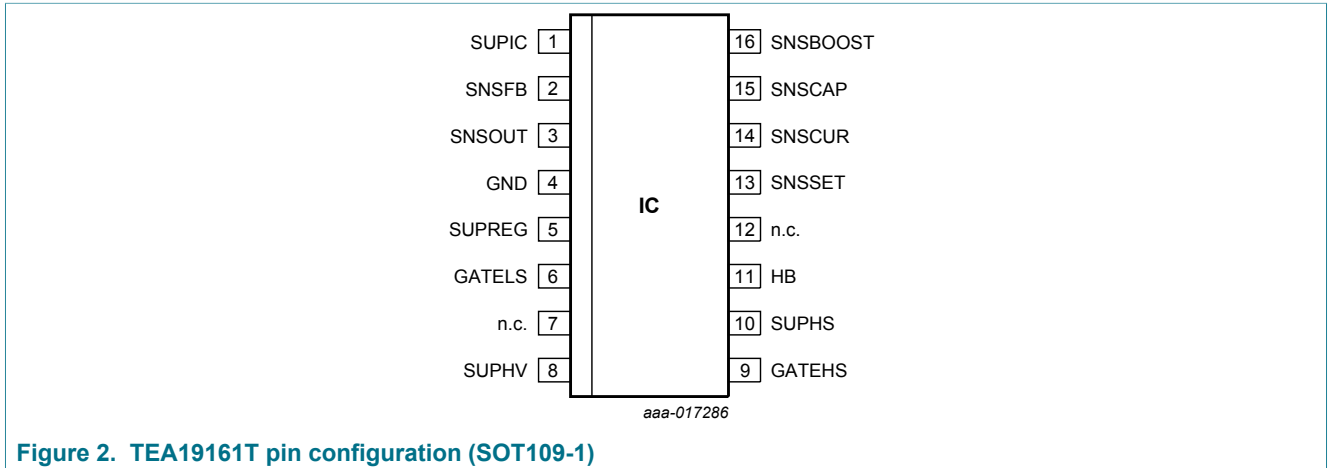 SUPIC 1
SNSFB 2
SNSOUT 3
GND 4
SUPREG 5
GATELS 6
n.c. 7
SUPHV 8
IC
16 SNSBOOST
15 SNSCAP
14 SNSCUR
13 SNSSET
12 n.c.
11 HB
10 SUPHS
9 GATEHS
aaa-017286
Figure 2. TEA19161T pin configuration (SOT109-1)